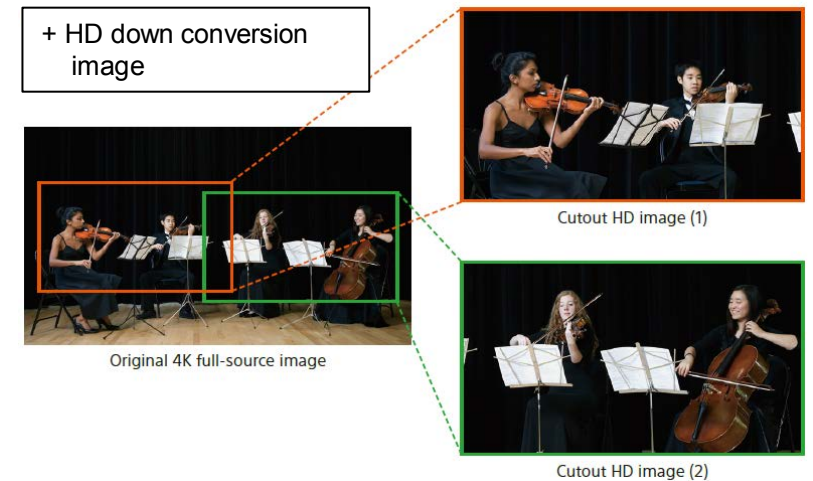 + HD down conversion
image
Cutout HD image (1)
Original 4K full-source image
Cutout HD image (2)